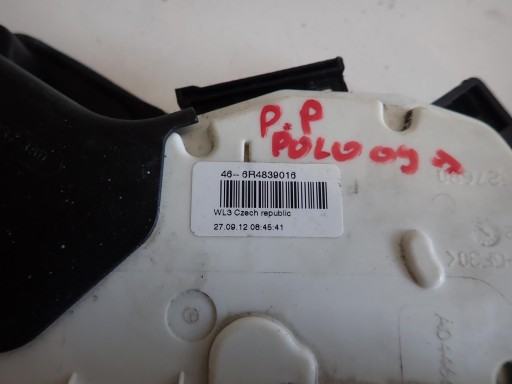 P.P
POLO 09
46-- 6R4839016
WL3 Czech republic
27.09.12 08:45:41